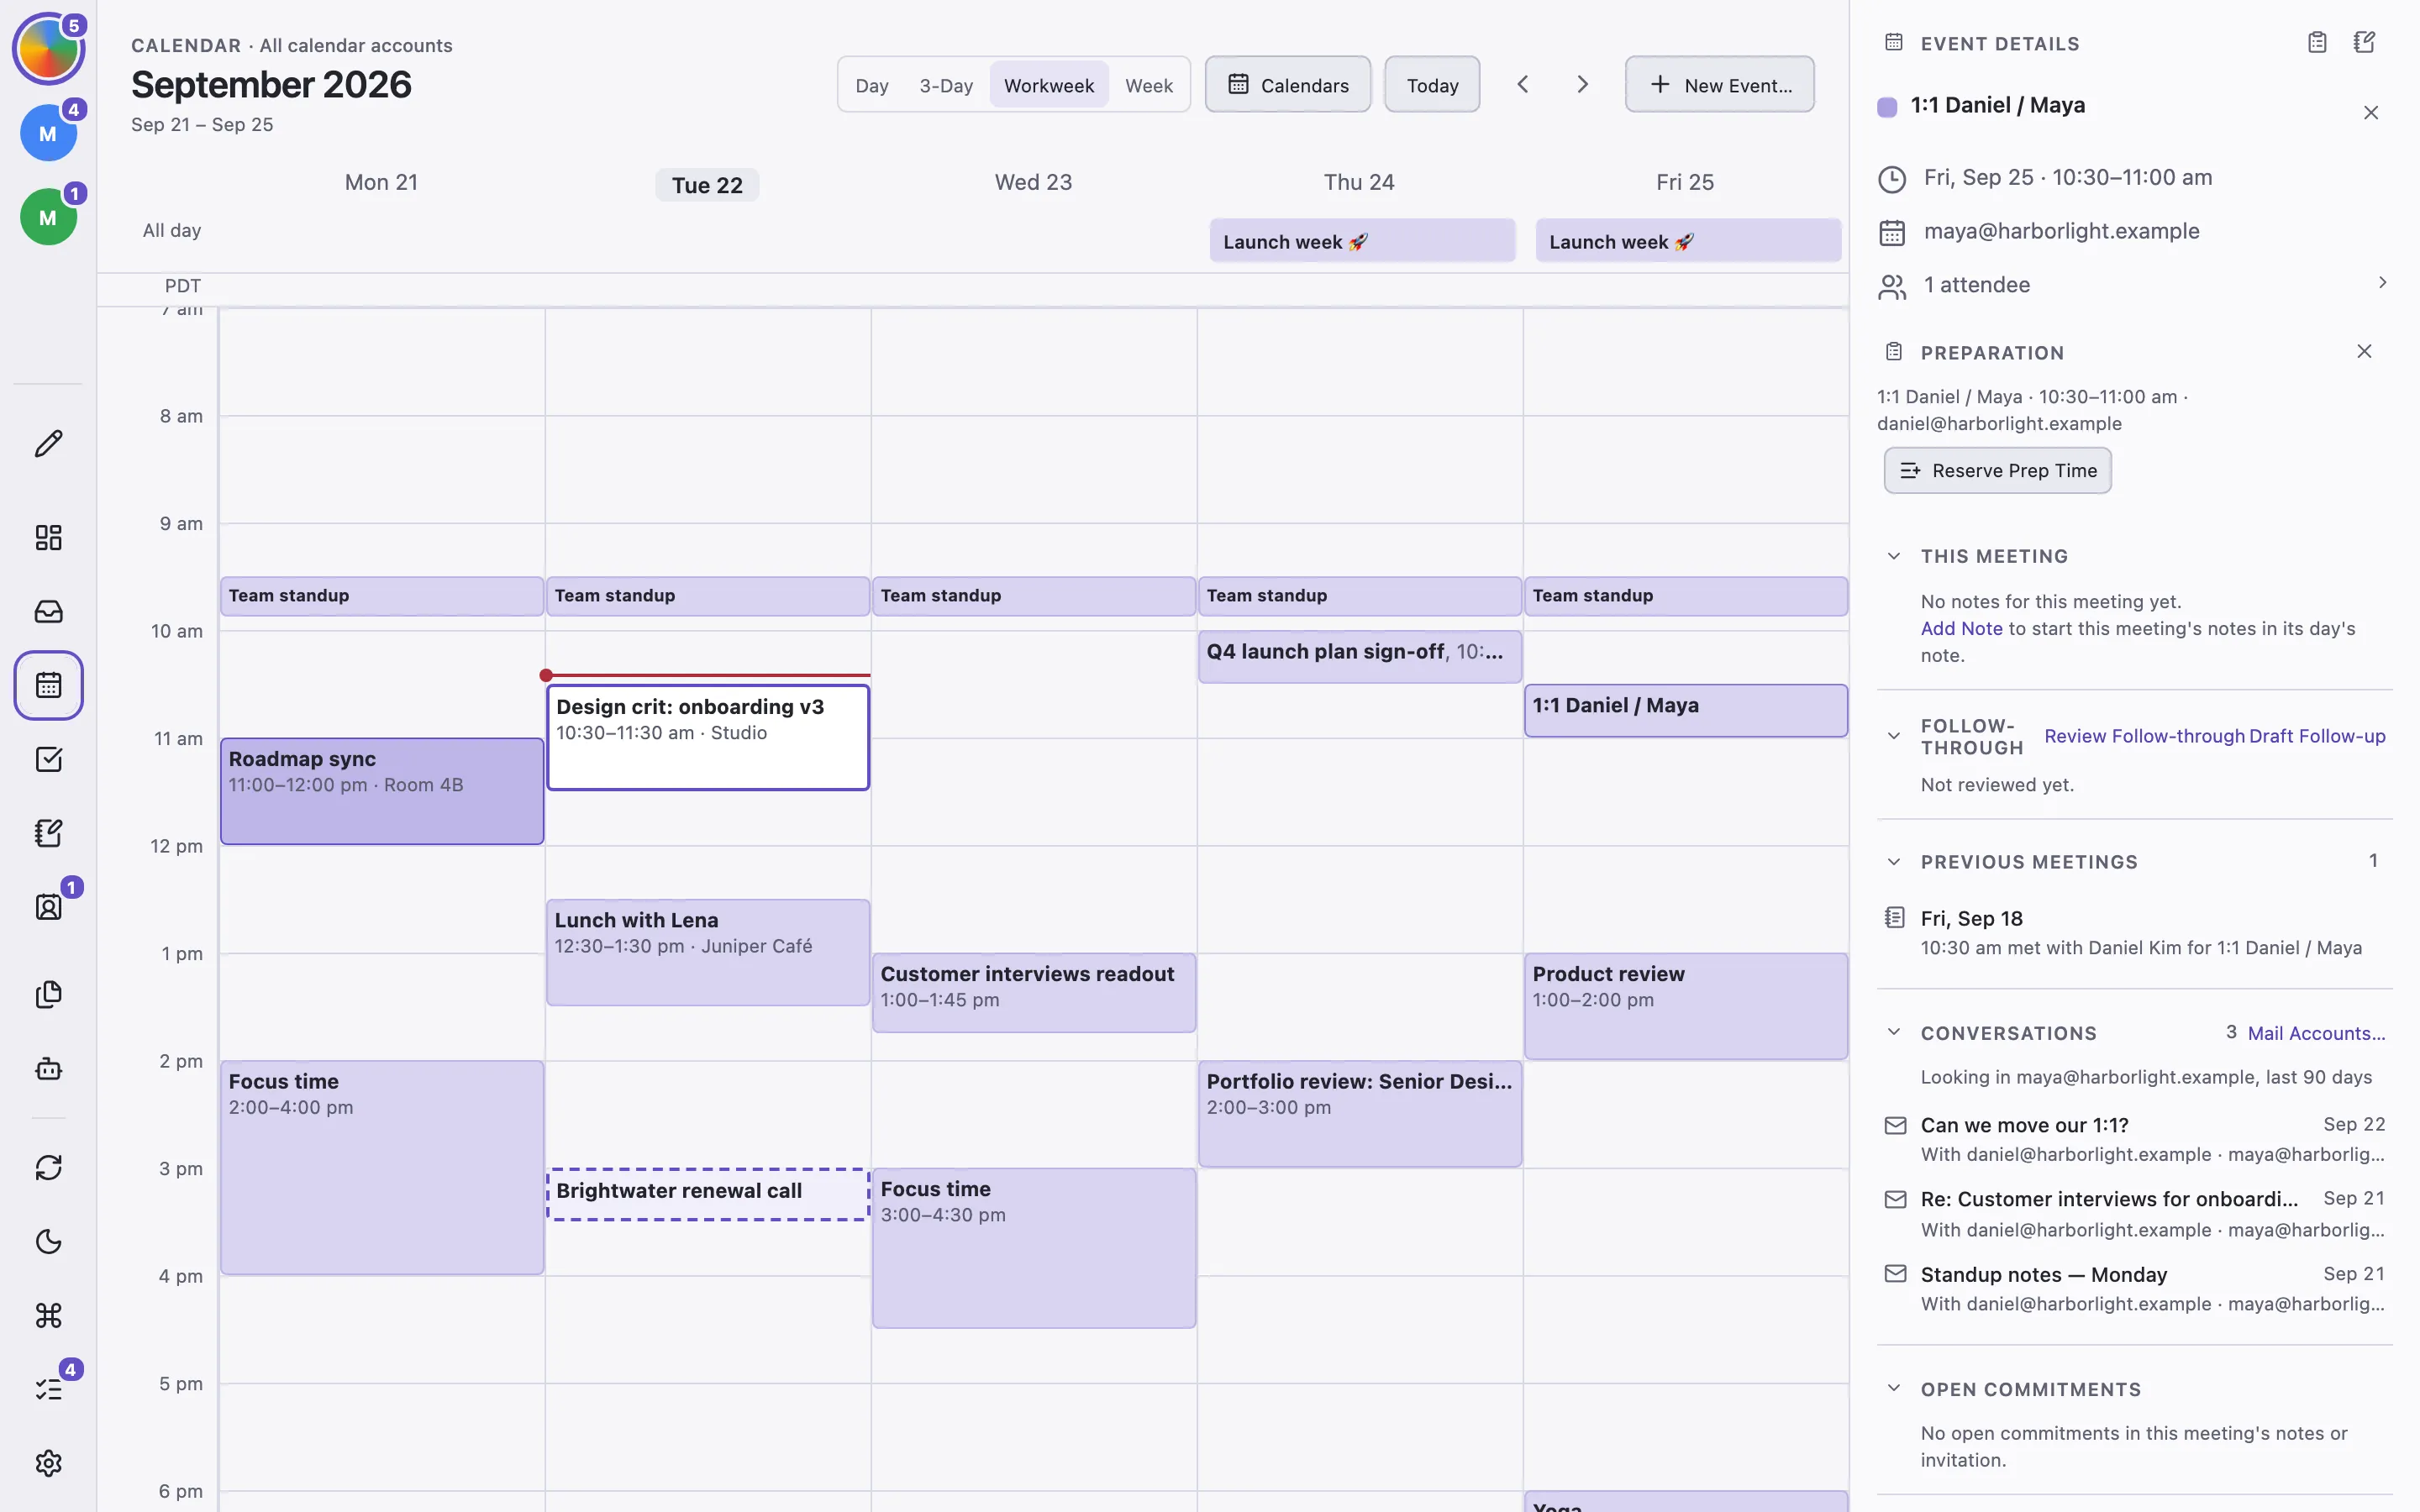 5
M
4
M
1
1
4
CALENDAR · All calendar accounts
September 2026
Sep 21 – Sep 25
Day
3-Day
Workweek
Week
Calendars
Today
New Event...
Mon 21
Tue 22
Wed 23
Thu 24
Fri 25
All day
Launch week 🚀
Launch week 🚀
PDT
7 am
8 am
9 am
10 am
11 am
12 pm
1 pm
2 pm
3 pm
4 pm
5 pm
6 pm
Team standup
Roadmap sync
11:00–12:00 pm · Room 4B
Focus time
2:00–4:00 pm
Team standup
Design crit: onboarding v3
10:30–11:30 am · Studio
Lunch with Lena
12:30–1:30 pm · Juniper Café
Brightwater renewal call
Team standup
Customer interviews readout
1:00–1:45 pm
Focus time
3:00–4:30 pm
Team standup
Q4 launch plan sign-off, 10:...
Portfolio review: Senior Desi...
2:00–3:00 pm
Team standup
1:1 Daniel / Maya
Product review
1:00–2:00 pm
Yoga
EVENT DETAILS
1:1 Daniel / Maya
Fri, Sep 25 · 10:30–11:00 am
maya@harborlight.example
1 attendee
PREPARATION
1:1 Daniel / Maya · 10:30–11:00 am ·
daniel@harborlight.example
Reserve Prep Time
THIS MEETING
No notes for this meeting yet.
Add Note to start this meeting's notes in its day's
note.
FOLLOW-
THROUGH
Review Follow-through Draft Follow-up
Not reviewed yet.
PREVIOUS MEETINGS 1
Fri, Sep 18
10:30 am met with Daniel Kim for 1:1 Daniel / Maya
CONVERSATIONS 3 Mail Accounts...
Looking in maya@harborlight.example, last 90 days
Can we move our 1:1? Sep 22
With daniel@harborlight.example · maya@harborlig...
Re: Customer interviews for onboardi... Sep 21
With daniel@harborlight.example · maya@harborlig...
Standup notes — Monday Sep 21
With daniel@harborlight.example · maya@harborlig...
OPEN COMMITMENTS
No open commitments in this meeting's notes or
invitation.